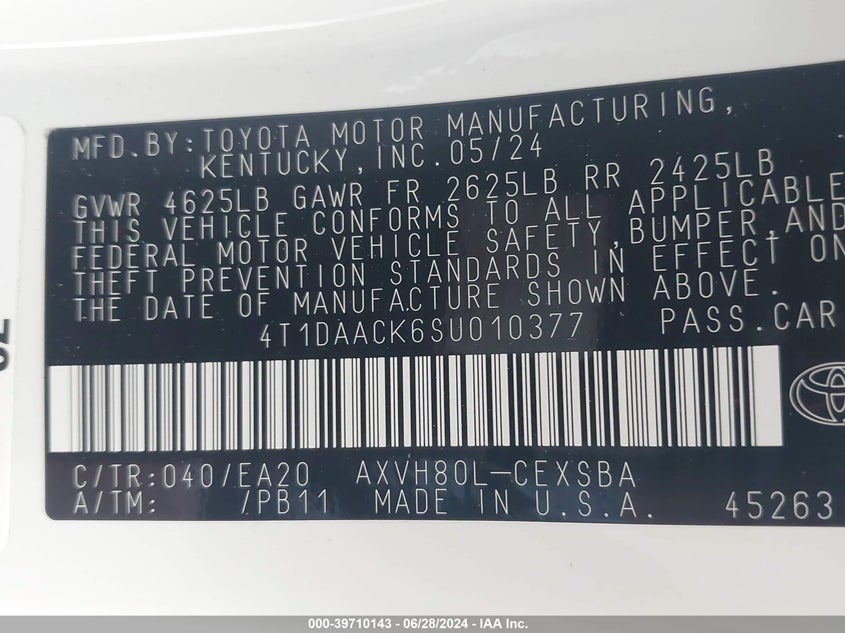 MFD.BY:TOYOTA MOTOR MANUFACTURING,
KENTUCKY,INC.05/24
GVWR 4625LB GAWR FR 2625LB RR 2425LB
THIS VEHICLE CONFORMS TO ALL APPLICABLE
FEDERAL MOTOR VEHICLE SAFETY,BUMPER,AND
THEFT PREVENTION STANDARDS IN EFFECT ON
THE DATE OF MANUFACTURE SHOWN ABOVE.
4T1DAACK6SU010377 PASS.CAR
C/TR:040/EA20 AXVH80L-CEXSBA
A/TM: /PB11 MADE IN U.S.A. 45263
000-39710143 - 06/28/2024 - IAA Inc.